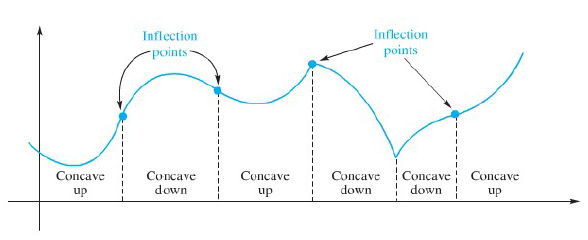 Inflection
points
Inflection
points
Concave
up
Concave
down
Concave
up
Concave
down
Concave
down
Concave
up